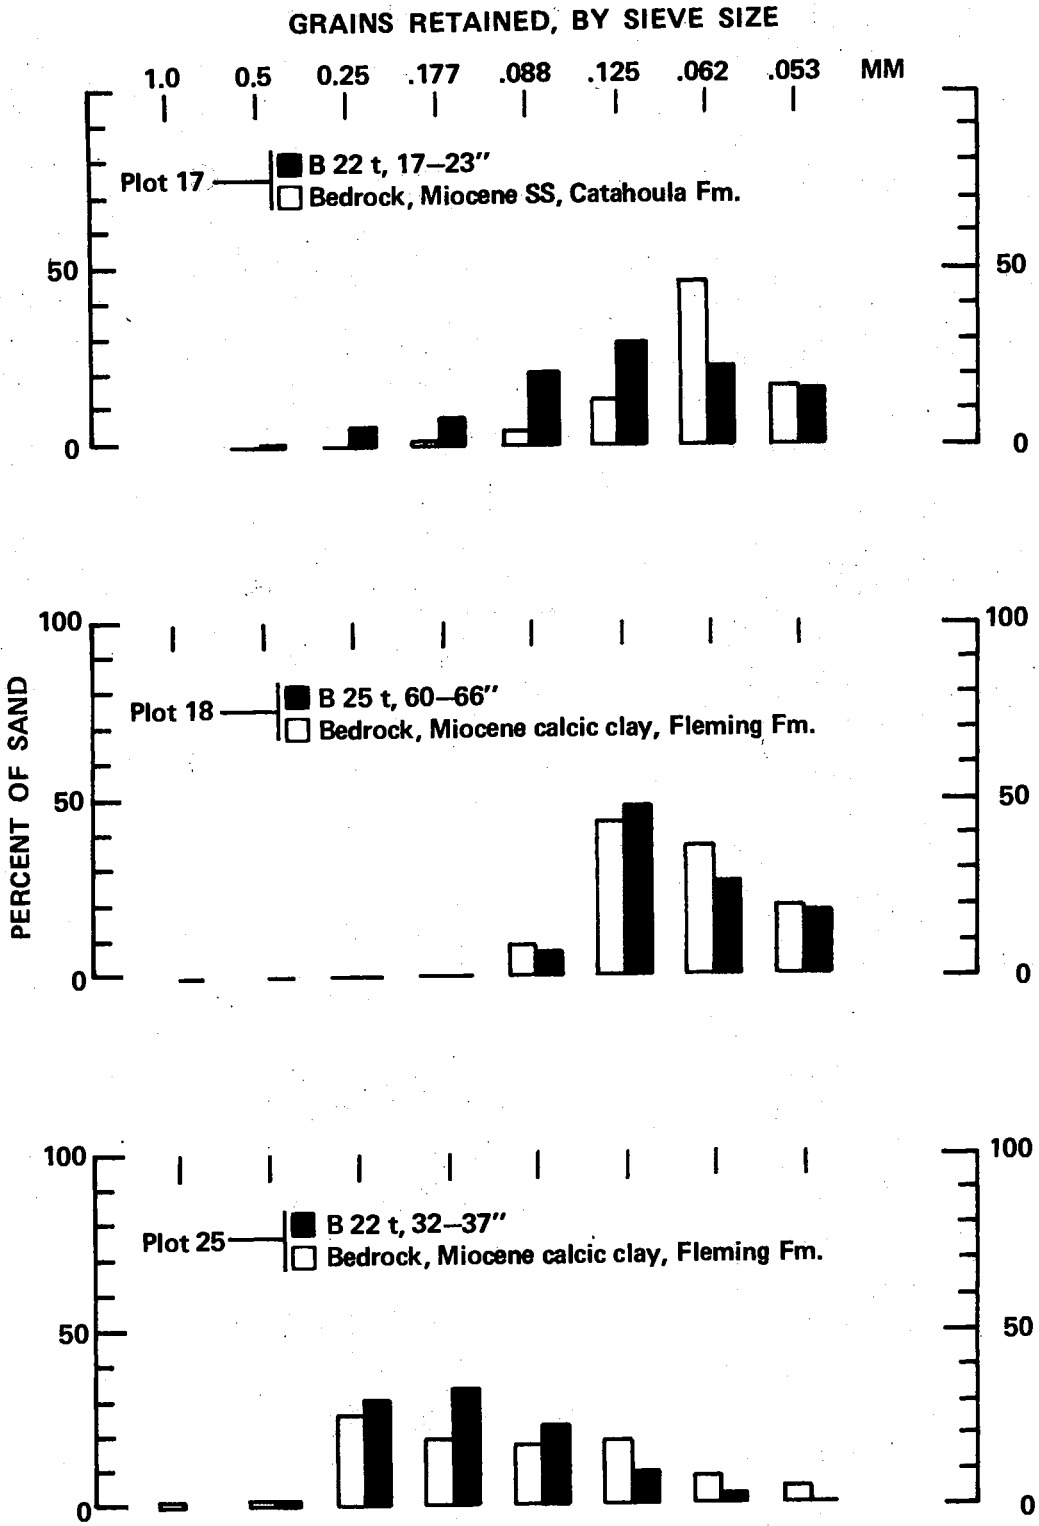 GRAINS RETAINED, BY SIEVE SIZE
1.0 0.5 0.25 .177 .088 .125 .062 .053 MM
B 22 t, 17–23"
Plot 17
Bedrock, Miocene SS, Catahoula Fm.
50 50
0 0
100 100
B 25 t, 60–66"
Plot 18
Bedrock, Miocene calcic clay, Fleming Fm.
PERCENT OF SAND
50 50
0 0
100 100
B 22 t, 32–37"
Plot 25
Bedrock, Miocene calcic clay, Fleming Fm.
50 50
0 0